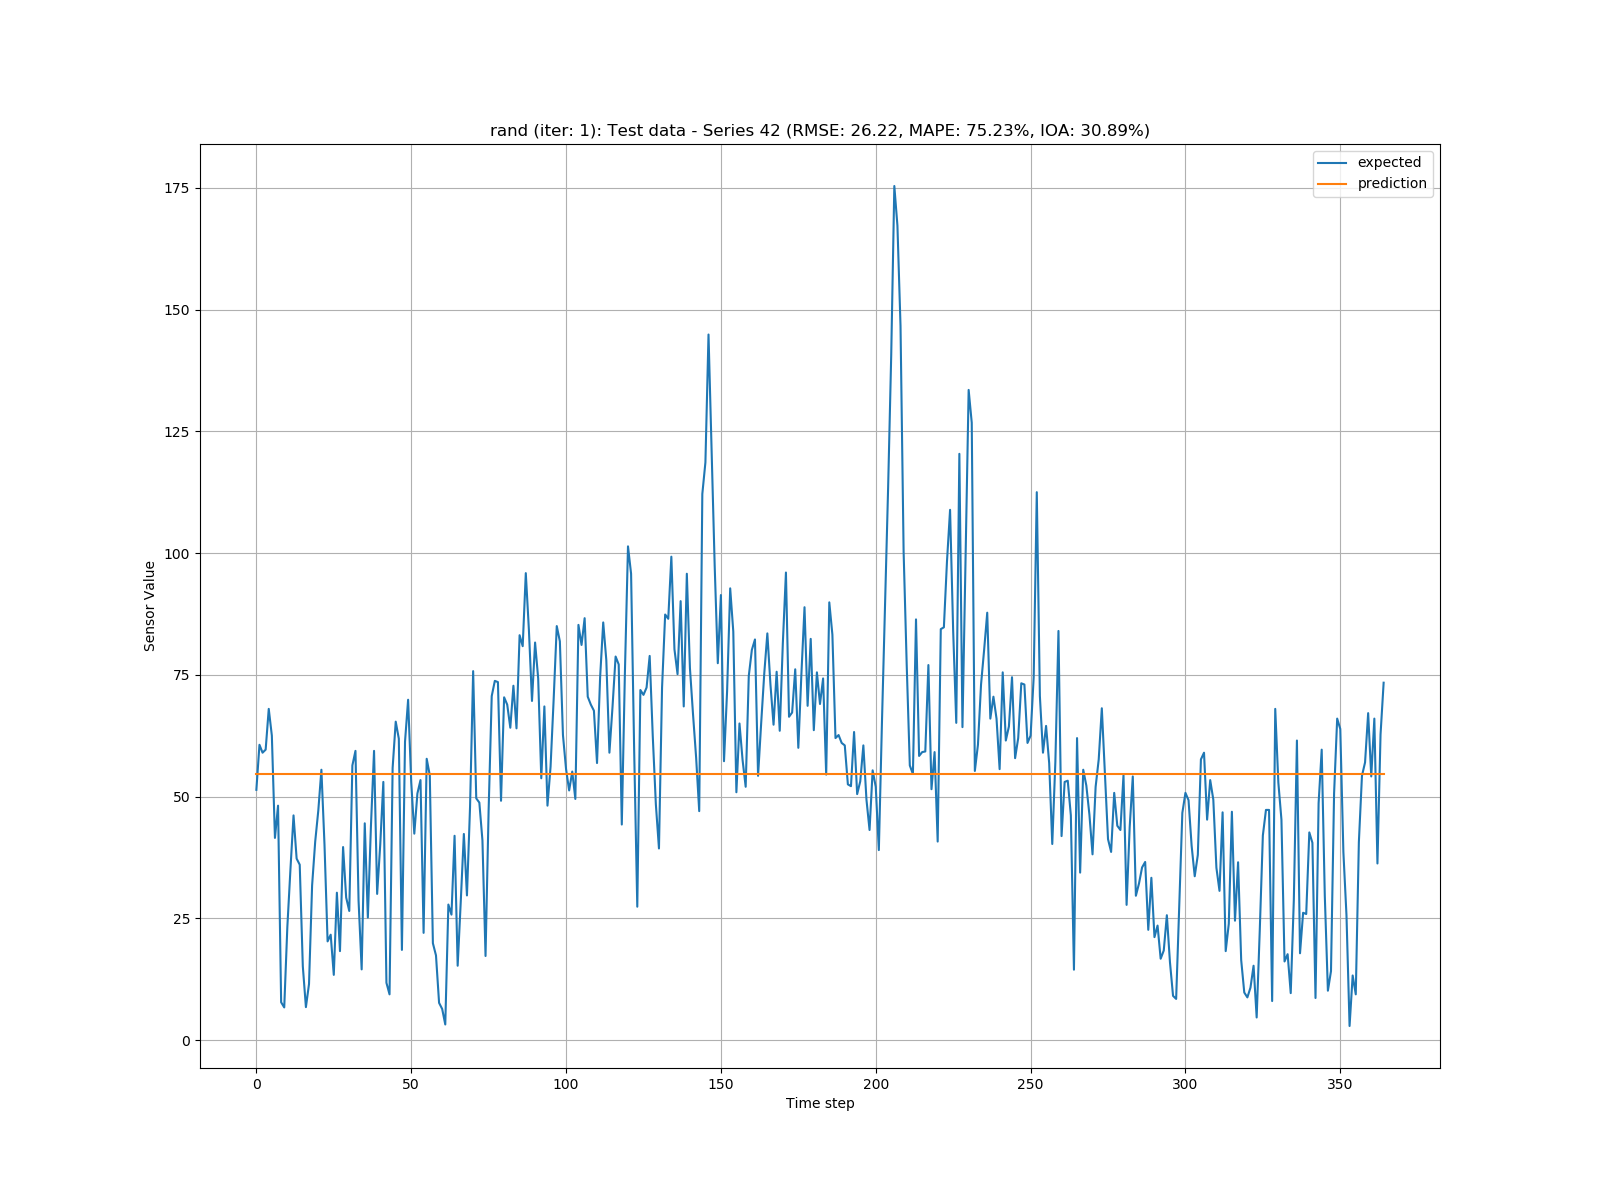 rand (iter: 1): Test data - Series 42 (RMSE: 26.22, MAPE: 75.23%, IOA: 30.89%)
expected
prediction
175
150
125
100
75
50
25
0
Sensor Value
0 50 100 150 200 250 300 350
Time step